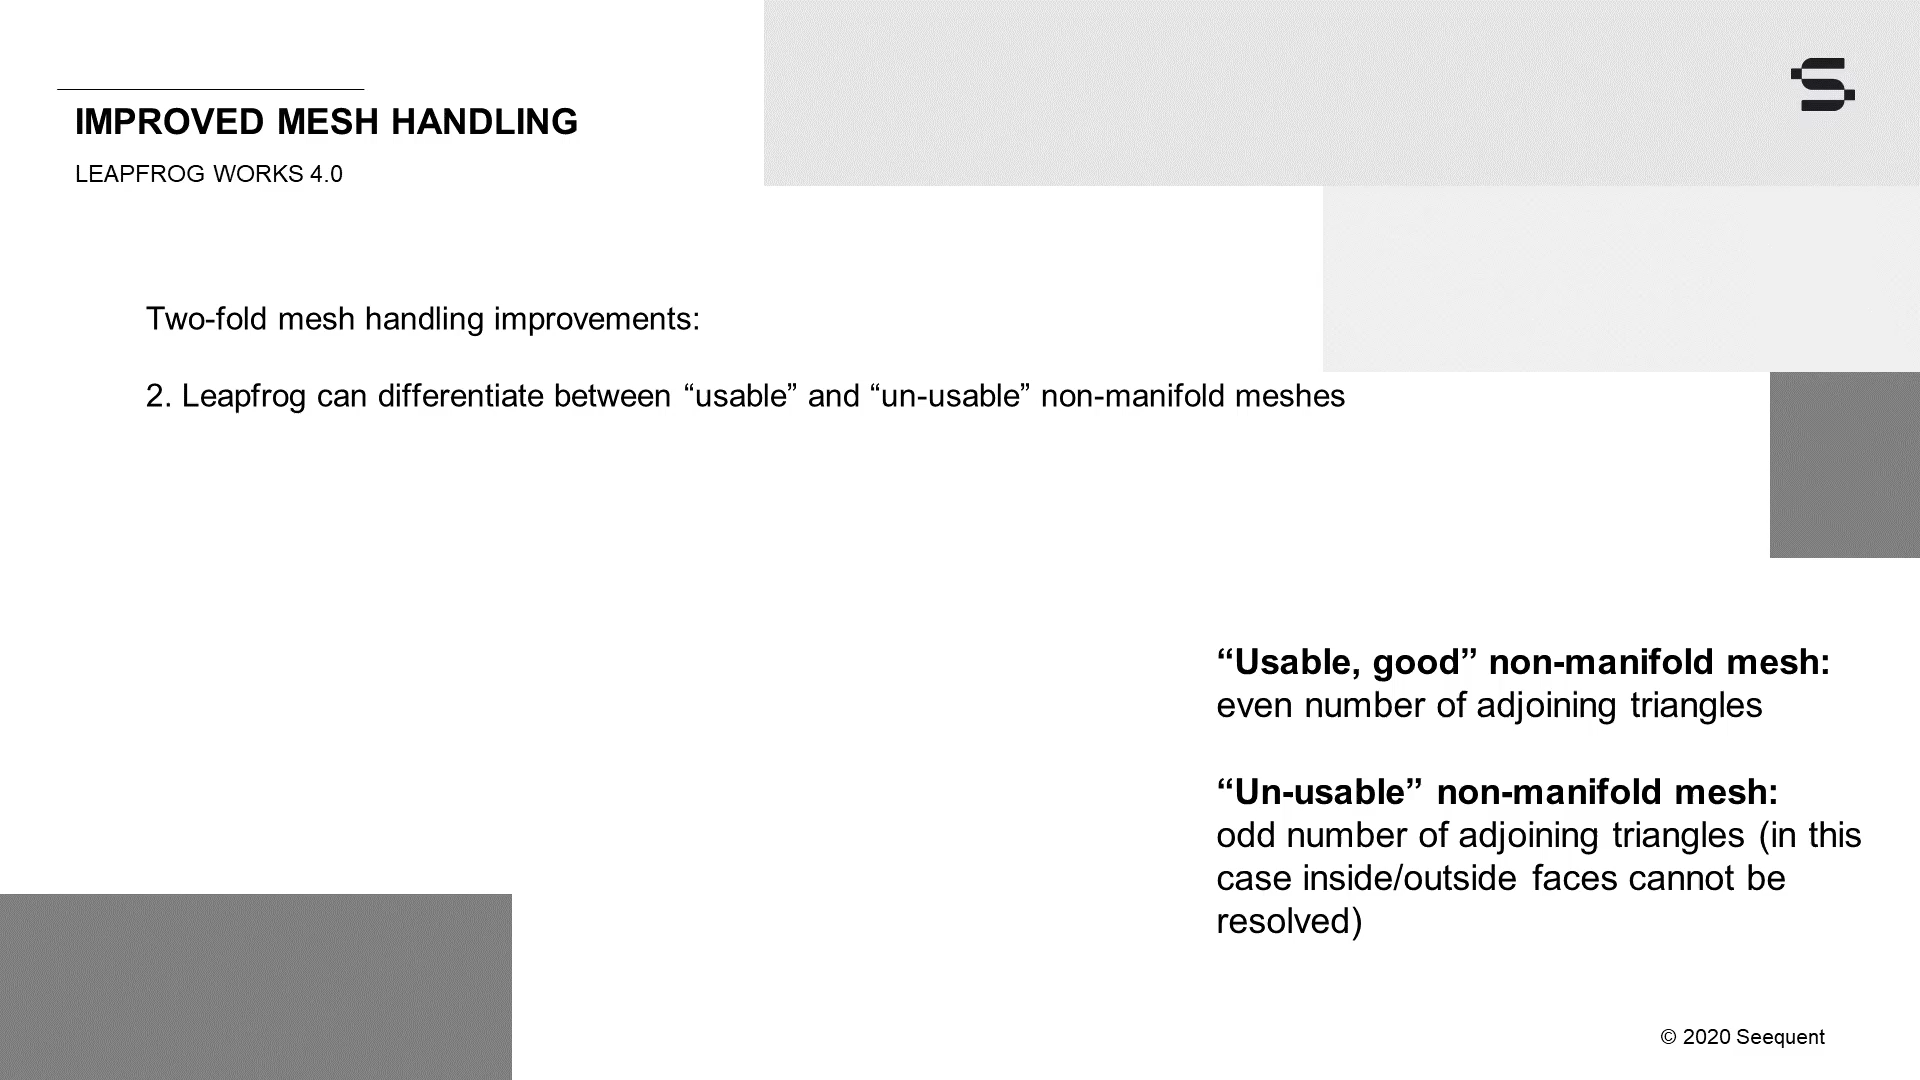 IMPROVED MESH HANDLING
LEAPFROG WORKS 4.0
Two-fold mesh handling improvements:
2. Leapfrog can differentiate between “usable” and “un-usable” non-manifold meshes
“Usable, good” non-manifold mesh:
even number of adjoining triangles
“Un-usable” non-manifold mesh:
odd number of adjoining triangles (in this
case inside/outside faces cannot be
resolved)
© 2020 Seequent